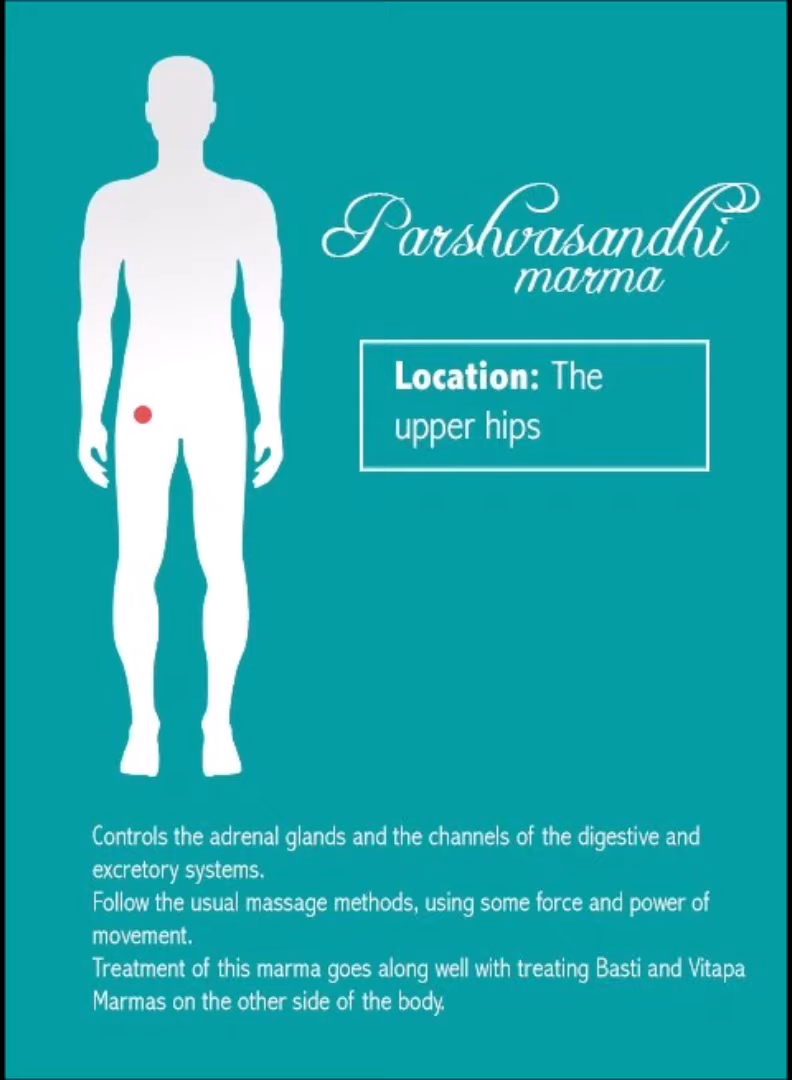 Parshvasandhi
marma
Location: The
upper hips
Controls the adrenal glands and the channels of the digestive and
excretory systems.
Follow the usual massage methods, using some force and power of
movement.
Treatment of this marma goes along well with treating Basti and Vitapa
Marmas on the other side of the body.